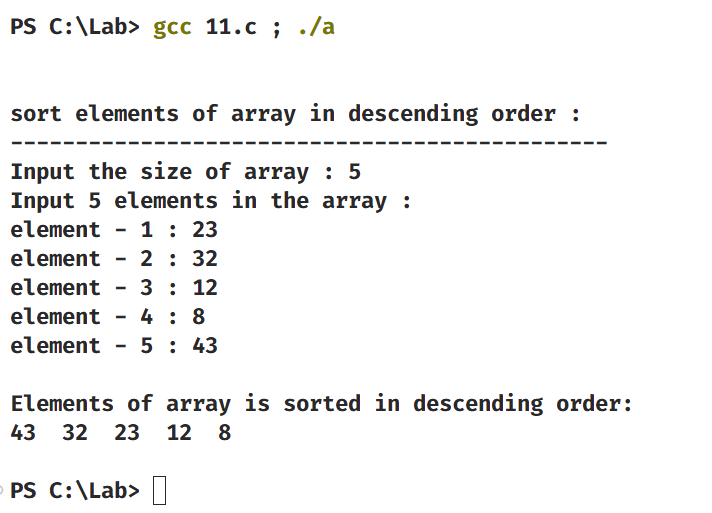 PS C:\Lab> gcc 11.c ; ./a
sort elements of array in descending order :
----------------------------------------------
Input the size of array : 5
Input 5 elements in the array :
element - 1 : 23
element - 2 : 32
element - 3 : 12
element - 4 : 8
element - 5 : 43
Elements of array is sorted in descending order:
43  32  23  12  8
PS C:\Lab>